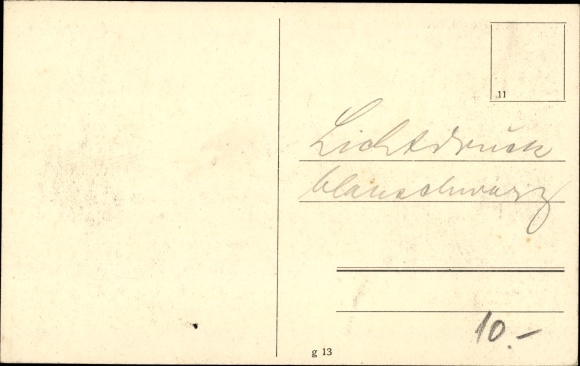 11
Lichtdruck
blauschwarz
10.-
g 13